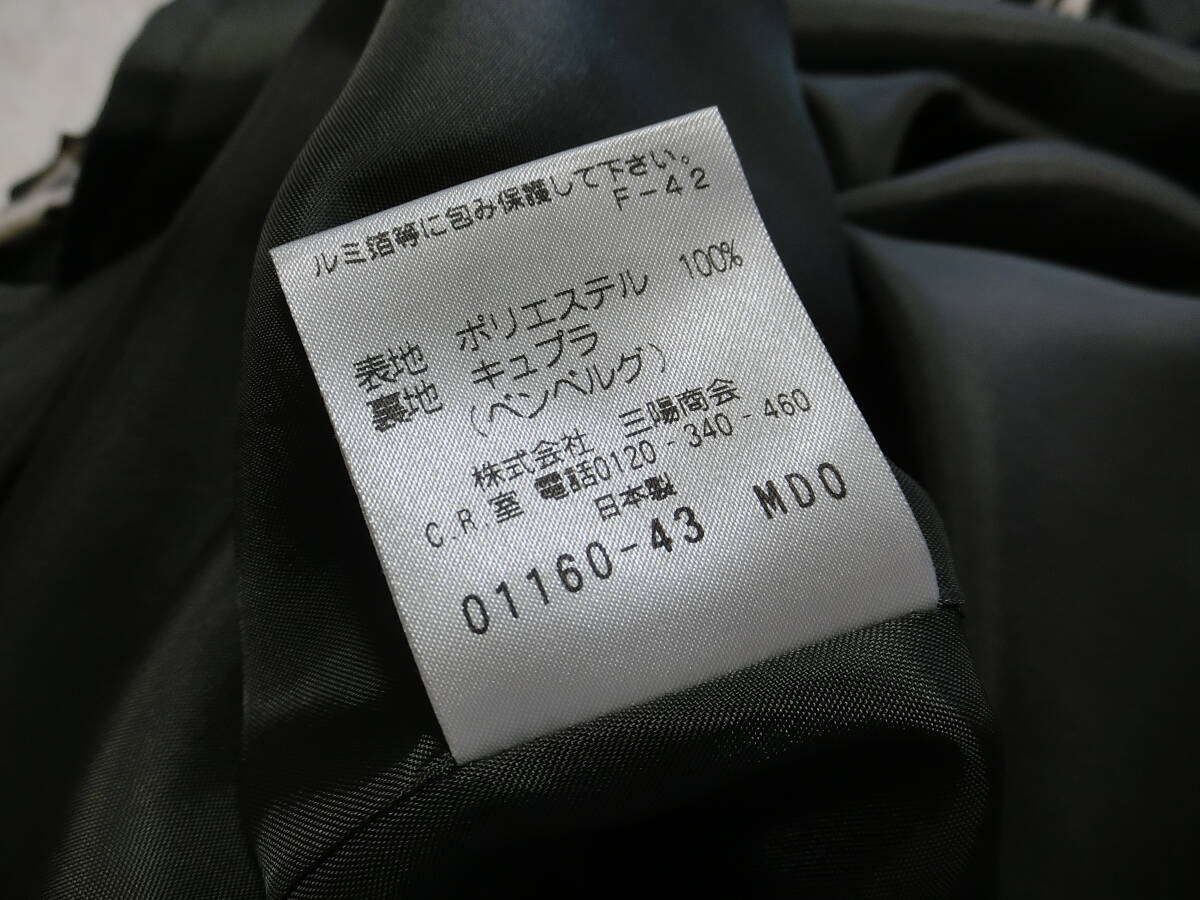 ルミ箔等に包み保護して下さい。
F-42
表地 ポリエステル 100%
裏地 キュプラ
(ベンベルグ)
株式会社 三陽商会
C.R.室 電話0120-340-460
日本製
01160-43 MDO